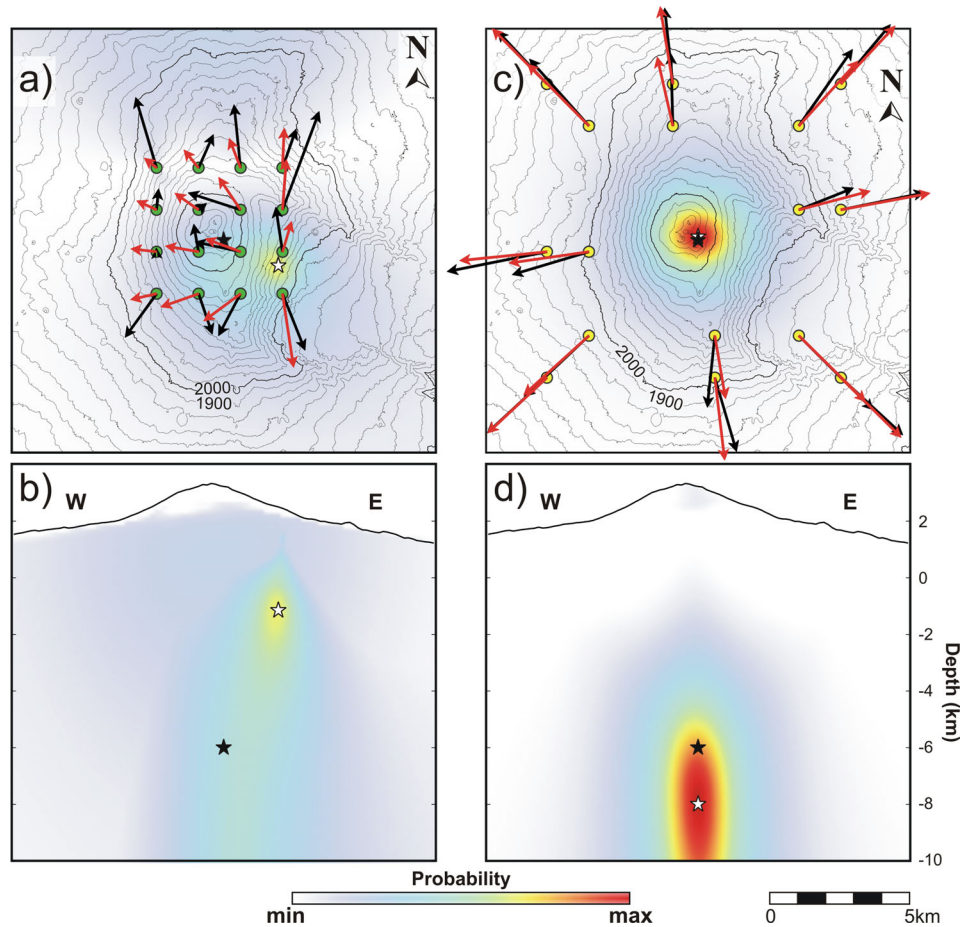 a)
N
2000
1900
c)
N
2000
1900
b)
W
E
d)
W
E
2
0
-2
-4
-6
-8
-10
Depth (km)
Probability
min
max
0
5km